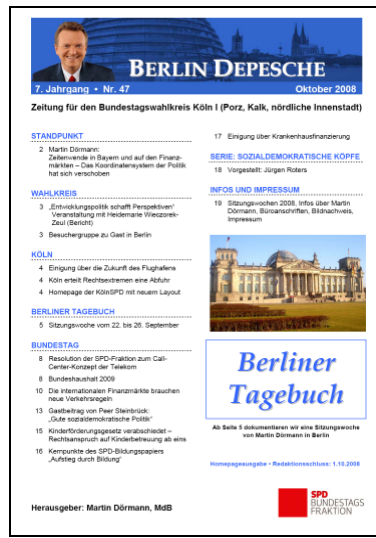 BERLIN DEPESCHE
7. Jahrgang • Nr. 47 Oktober 2008
Zeitung für den Bundestagswahlkreis Köln I (Porz, Kalk, nördliche Innenstadt)
STANDPUNKT
2 Martin Dörmann:
Zeitenwende in Bayern und auf den Finanz-
märkten – Das Koordinatensystem der Politik
hat sich verschoben
WAHLKREIS
3 „Entwicklungspolitik schafft Perspektiven“
Veranstaltung mit Heidemarie Wieczorek-
Zeul (Bericht)
3 Besuchergruppe zu Gast in Berlin
KÖLN
4 Einigung über die Zukunft des Flughafens
4 Köln erteilt Rechtsextremen eine Abfuhr
4 Homepage der KölnSPD mit neuem Layout
BERLINER TAGEBUCH
5 Sitzungswoche vom 22. bis 26. September
BUNDESTAG
8 Resolution der SPD-Fraktion zum Call-
Center-Konzept der Telekom
8 Bundeshaushalt 2009
10 Die internationalen Finanzmärkte brauchen
neue Verkehrsregeln
13 Gastbeitrag von Peer Steinbrück:
„Gute sozialdemokratische Politik“
15 Kinderförderungsgesetz verabschiedet –
Rechtsanspruch auf Kinderbetreuung ab eins
16 Kernpunkte des SPD-Bildungspapiers
„Aufstieg durch Bildung“
17 Einigung über Krankenhausfinanzierung
SERIE: SOZIALDEMOKRATISCHE KÖPFE
18 Vorgestellt: Jürgen Roters
INFOS UND IMPRESSUM
19 Sitzungswochen 2008, Infos über Martin
Dörmann, Büroanschriften, Bildnachweis,
Impressum
Berliner
Tagebuch
Ab Seite 5 dokumentieren wir eine Sitzungswoche
von Martin Dörmann in Berlin
Homepageausgabe • Redaktionsschluss: 1.10.2008
Herausgeber: Martin Dörmann, MdB
SPD
BUNDESTAGS
FRAKTION